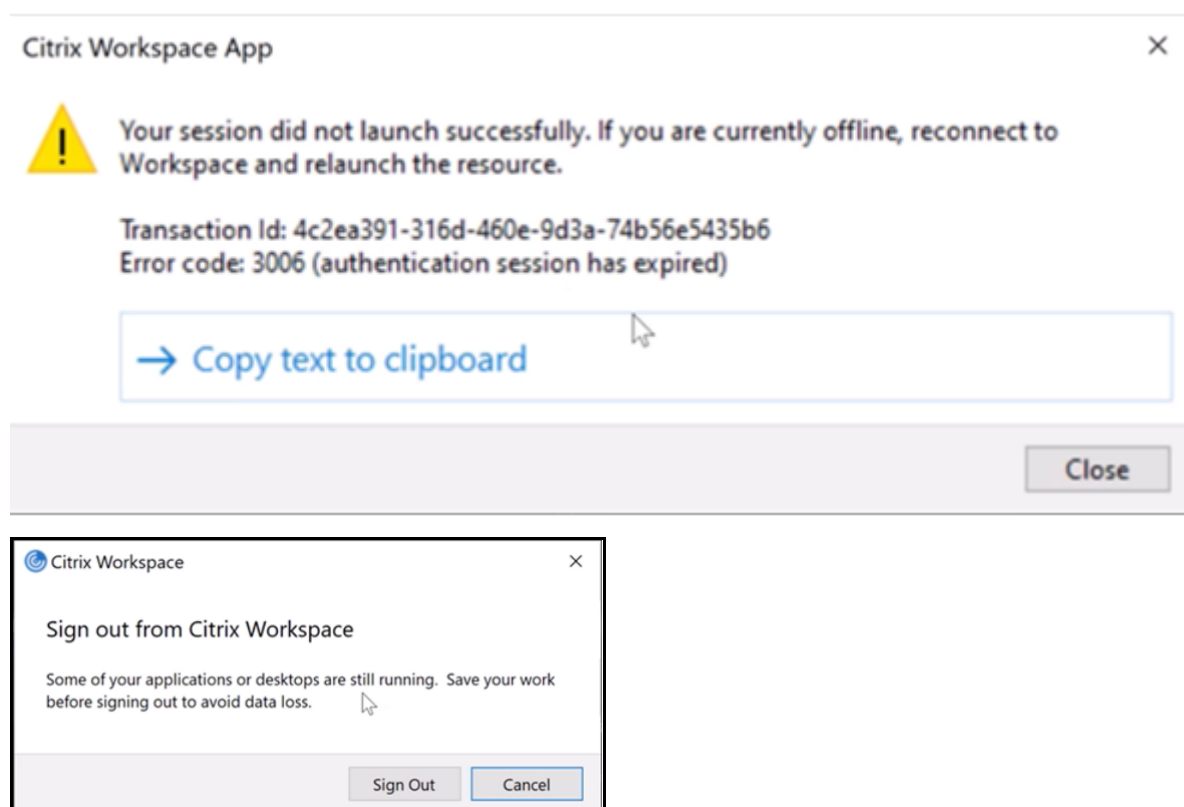 Citrix Workspace App
Your session did not launch successfully. If you are currently offline, reconnect to
Workspace and relaunch the resource.
Transaction Id: 4c2ea391-316d-460e-9d3a-74b56e5435b6
Error code: 3006 (authentication session has expired)
Copy text to clipboard
Close
Citrix Workspace
Sign out from Citrix Workspace
Some of your applications or desktops are still running. Save your work
before signing out to avoid data loss.
Sign Out Cancel